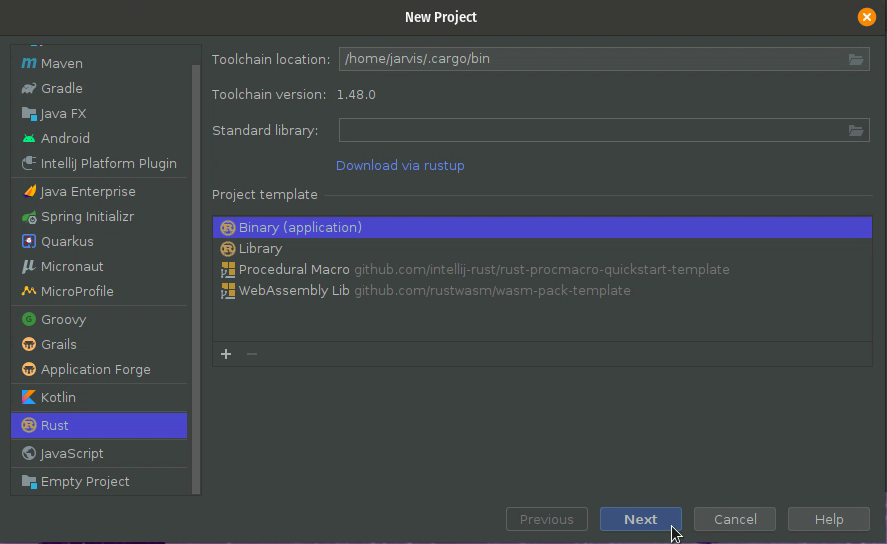 New Project
Maven
Gradle
Java FX
Android
IntelliJ Platform Plugin
Java Enterprise
Spring Initializr
Quarkus
Micronaut
MicroProfile
Groovy
Grails
Application Forge
Kotlin
Rust
JavaScript
Empty Project
Toolchain location: /home/jarvis/.cargo/bin
Toolchain version: 1.48.0
Standard library:
Download via rustup
Project template
Binary (application)
Library
Procedural Macro github.com/intellij-rust/rust-procmacro-quickstart-template
WebAssembly Lib github.com/rustwasm/wasm-pack-template
Previous Next Cancel Help